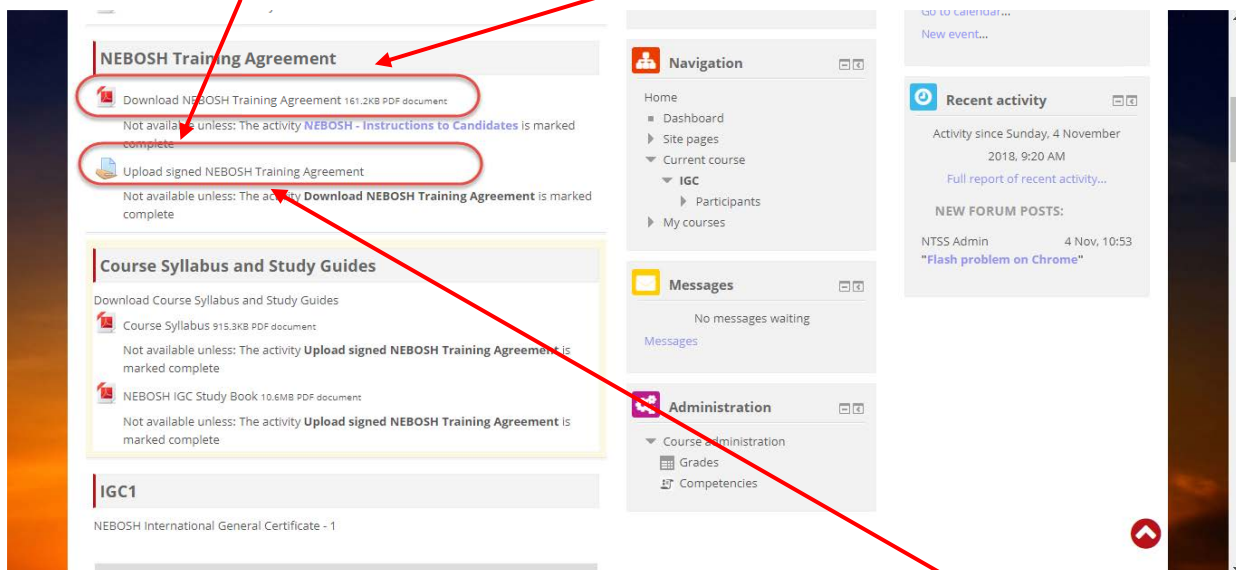 NEBOSH Training Agreement
Download NEBOSH Training Agreement 161.2KB PDF document
Not available unless: The activity NEBOSH - Instructions to Candidates is marked
complete
Upload signed NEBOSH Training Agreement
Not available unless: The activity Download NEBOSH Training Agreement is marked
complete
Course Syllabus and Study Guides
Download Course Syllabus and Study Guides
Course Syllabus 915.3KB PDF document
Not available unless: The activity Upload signed NEBOSH Training Agreement is
marked complete
NEBOSH IGC Study Book 10.6MB PDF document
Not available unless: The activity Upload signed NEBOSH Training Agreement is
marked complete
IGC1
NEBOSH International General Certificate - 1
Navigation
Home
Dashboard
Site pages
Current course
IGC
Participants
My courses
Messages
No messages waiting
Messages
Administration
Course administration
Grades
Competencies
Go to calendar...
New event...
Recent activity
Activity since Sunday, 4 November
2018, 9:20 AM
Full report of recent activity...
NEW FORUM POSTS:
NTSS Admin 4 Nov, 10:53
"Flash problem on Chrome"